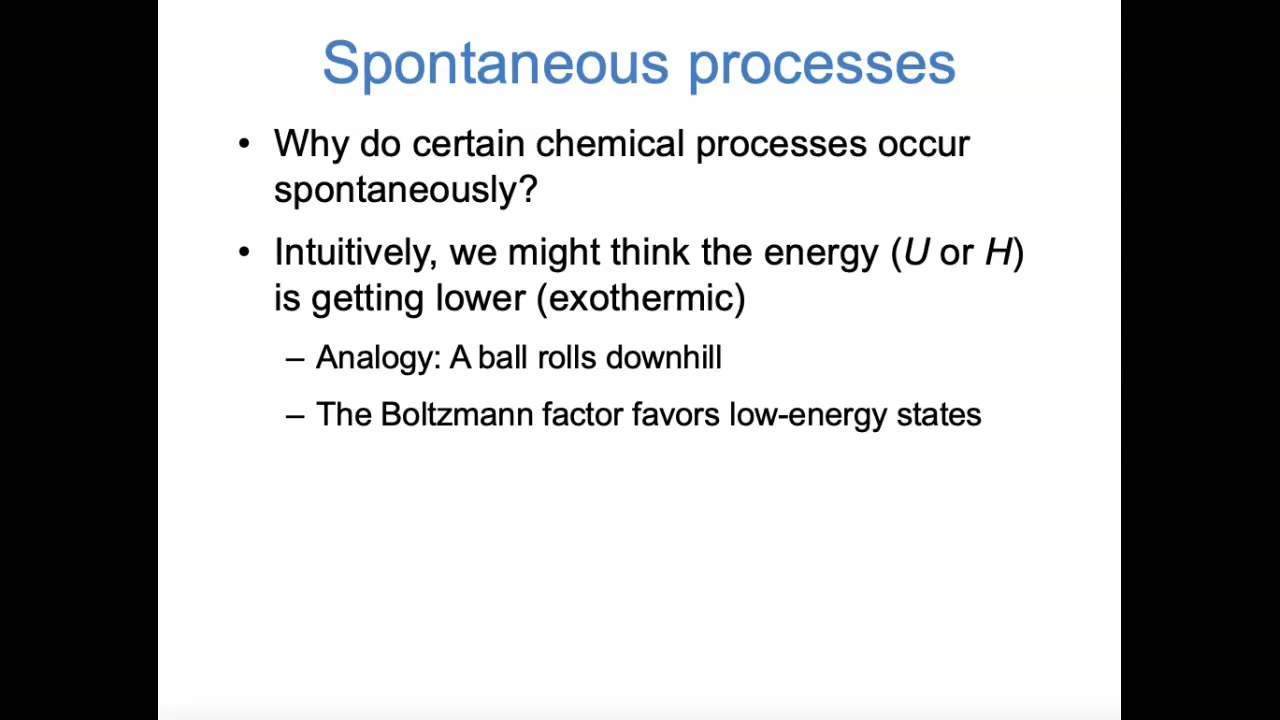 Spontaneous processes
• Why do certain chemical processes occur
spontaneously?
• Intuitively, we might think the energy (U or H)
is getting lower (exothermic)
– Analogy: A ball rolls downhill
– The Boltzmann factor favors low-energy states